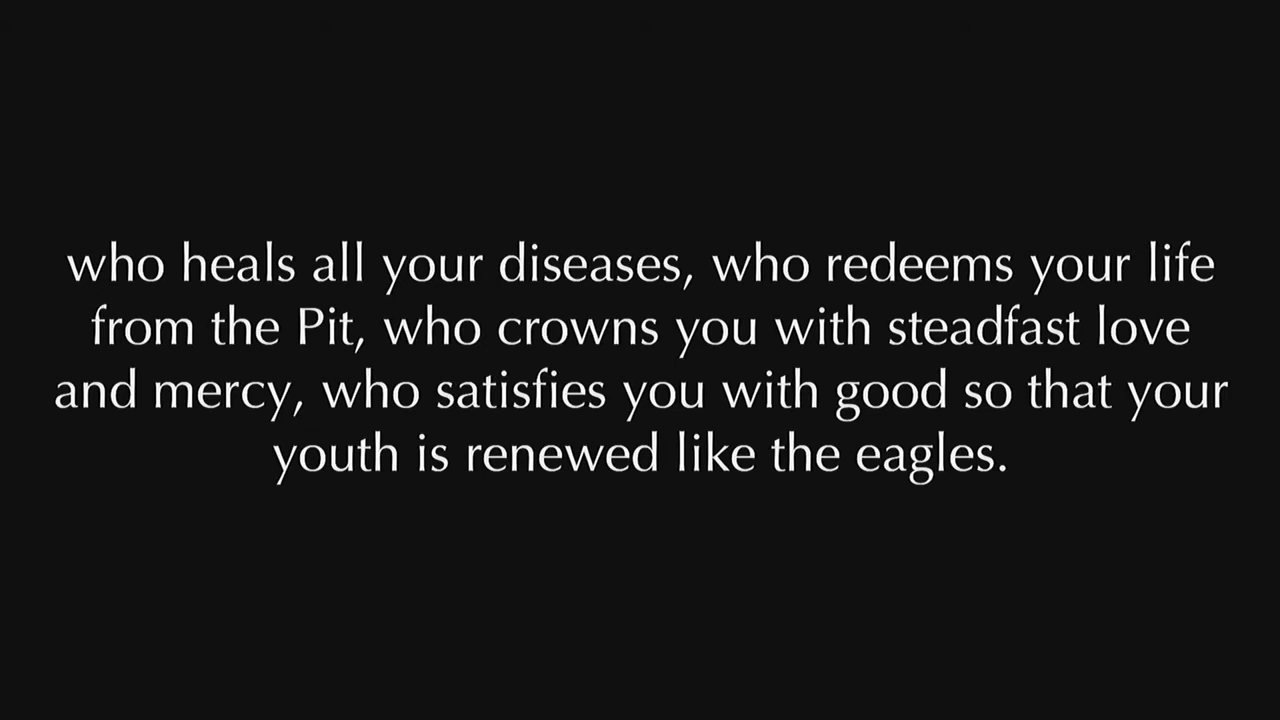 who heals all your diseases, who redeems your life
from the Pit, who crowns you with steadfast love
and mercy, who satisfies you with good so that your
youth is renewed like the eagles.